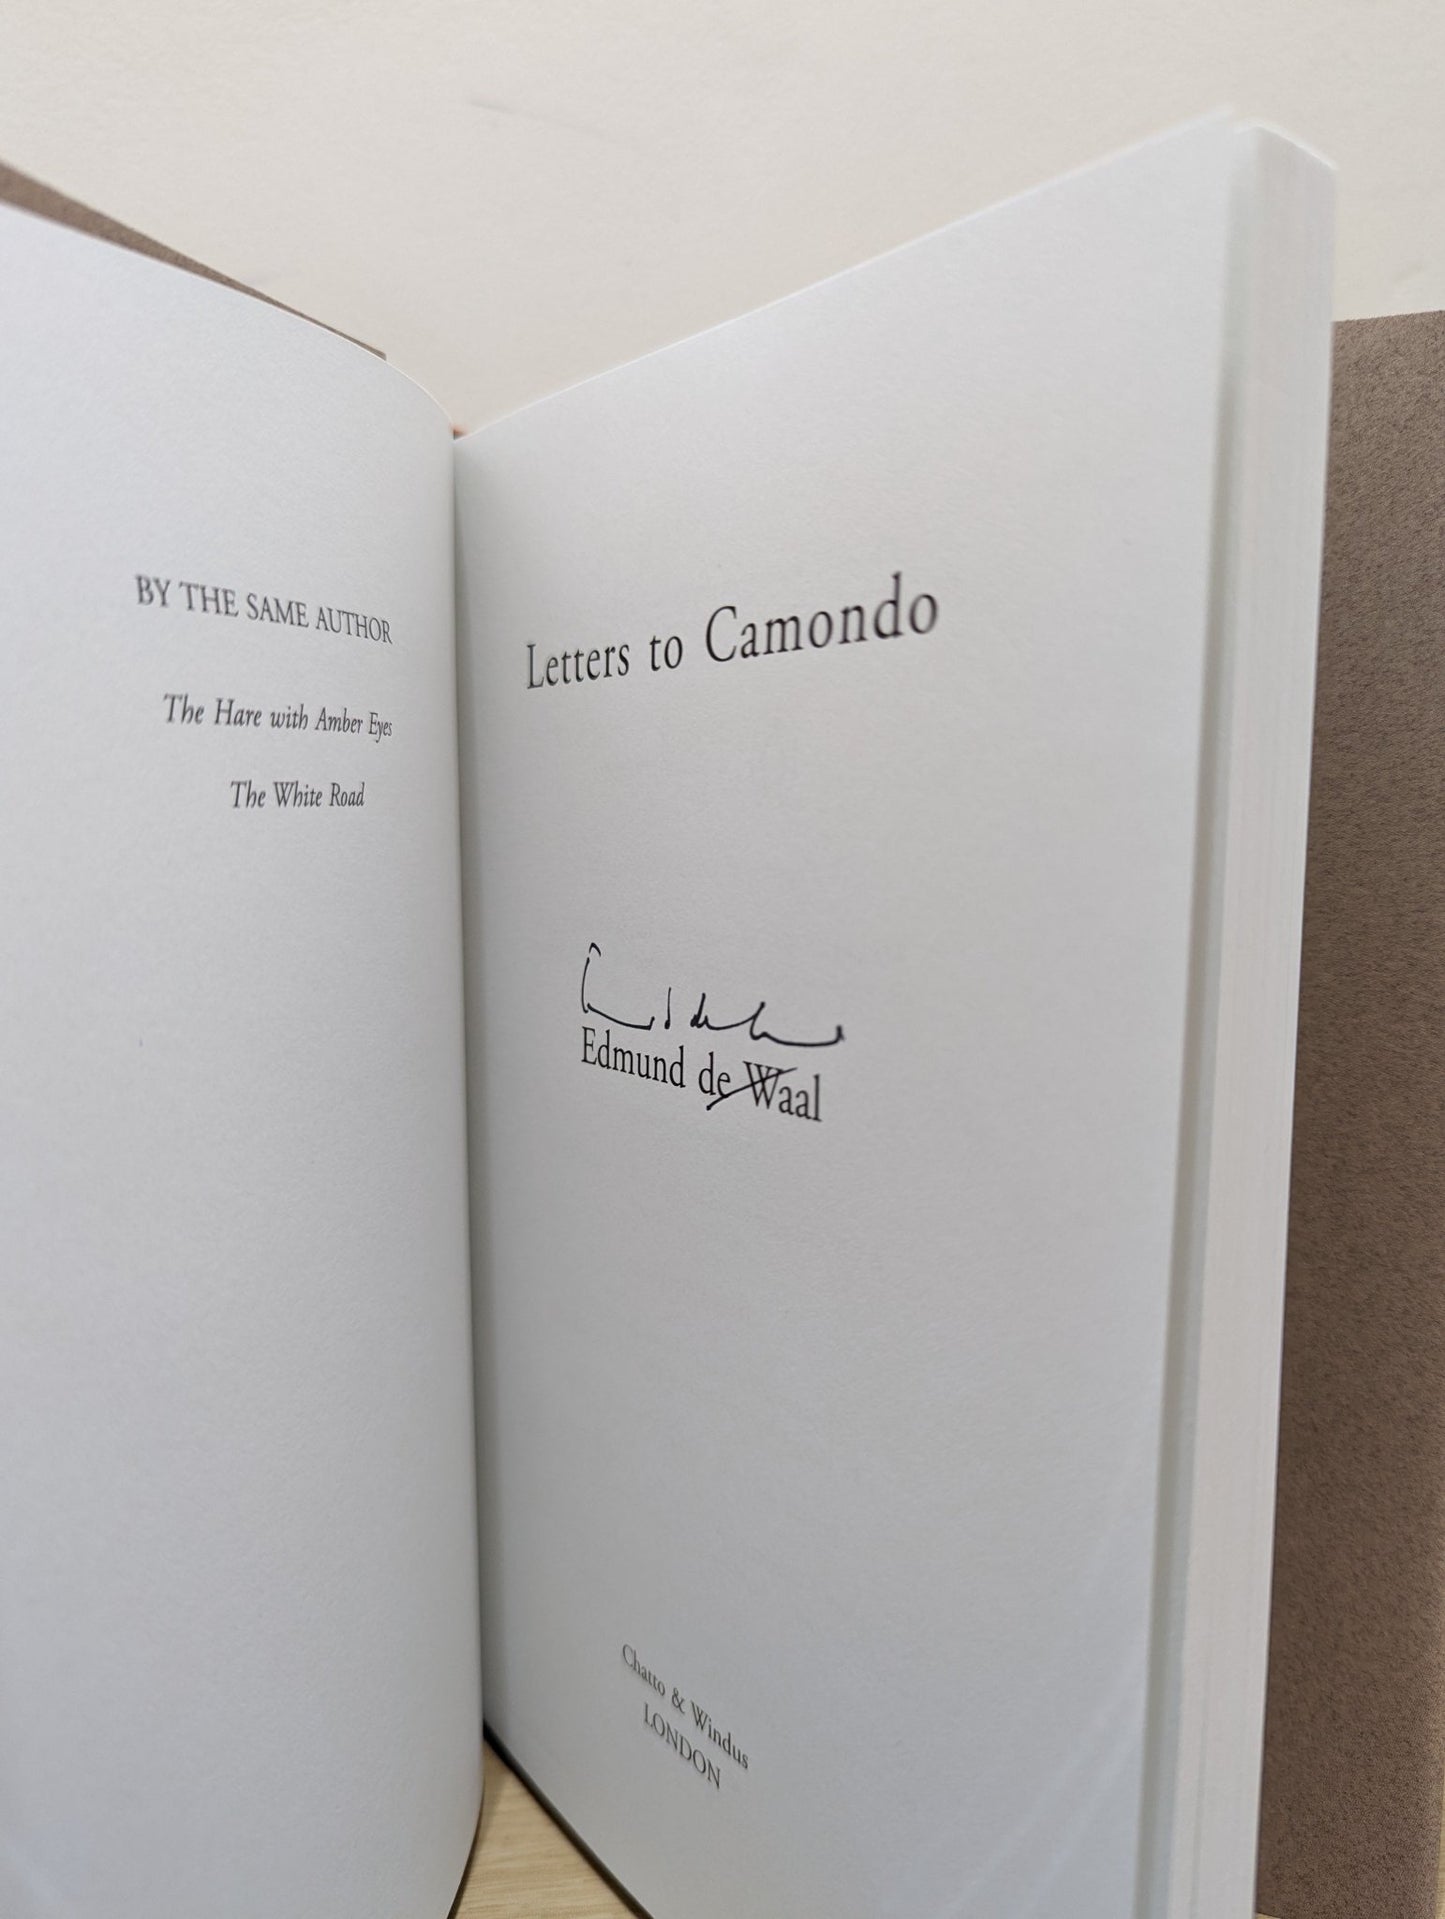 BY THE SAME AUTHOR
The Hare with Amber Eyes
The White Road
Letters to Camondo
Edmund de Waal
Chatto & Windus
LONDON